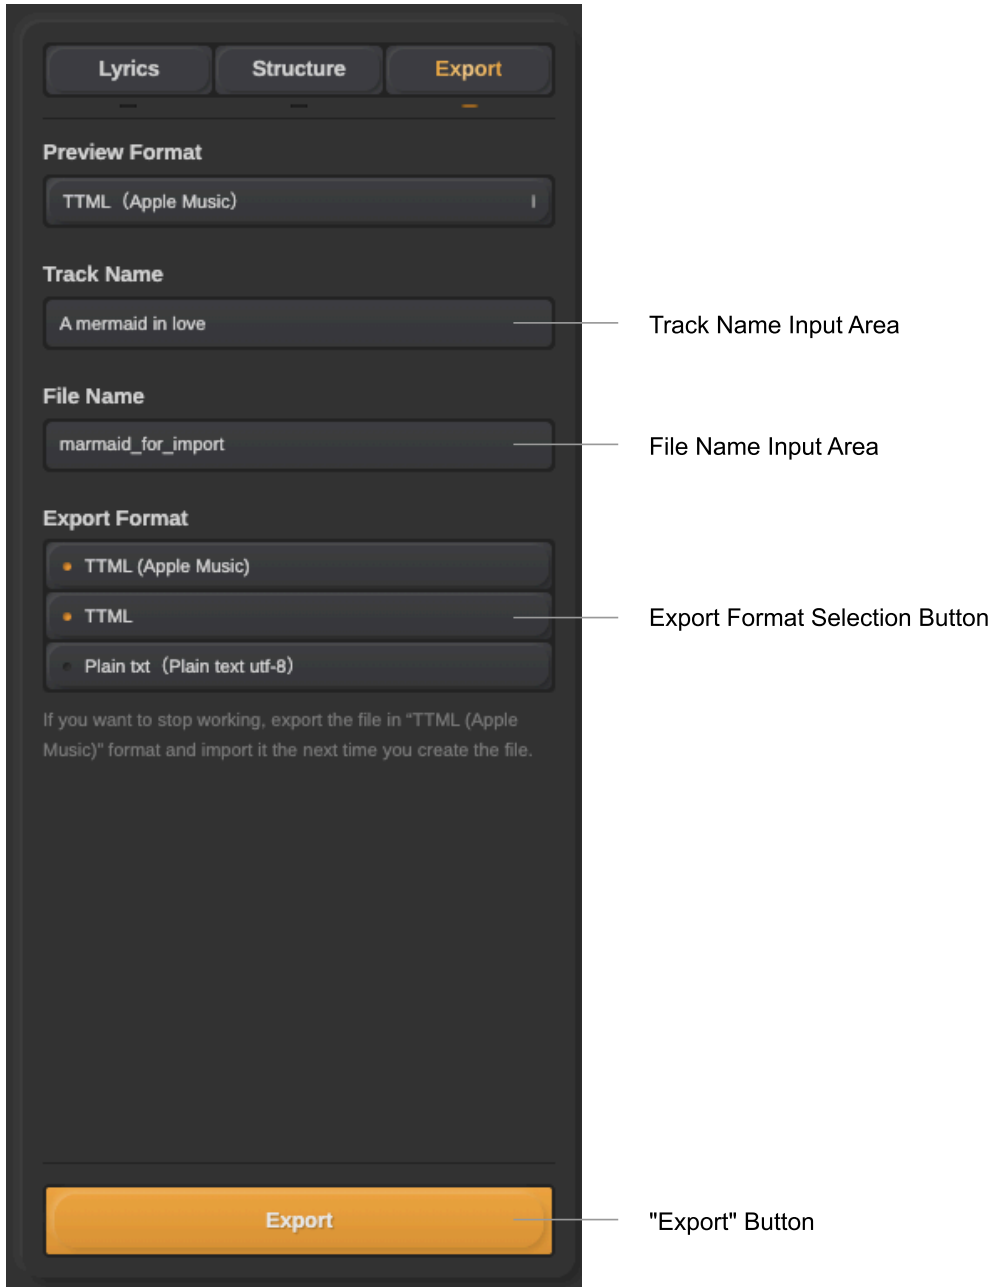 Lyrics Structure Export
Preview Format
TTML（Apple Music）
Track Name
A mermaid in love
Track Name Input Area
File Name
marmaid_for_import
File Name Input Area
Export Format
TTML (Apple Music)
TTML
Export Format Selection Button
Plain txt（Plain text utf-8）
If you want to stop working, export the file in “TTML (Apple
Music)" format and import it the next time you create the file.
Export
"Export" Button